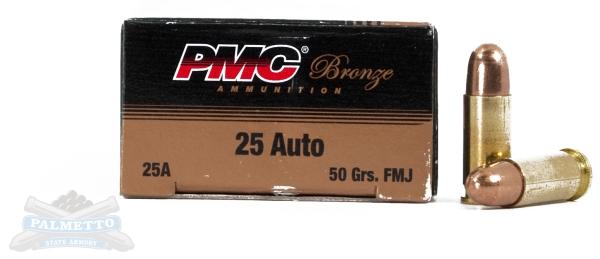 PMC® Bronze
AMMUNITION
25 Auto
25A 50 Grs. FMJ
PALMETTO
STATE ARMORY